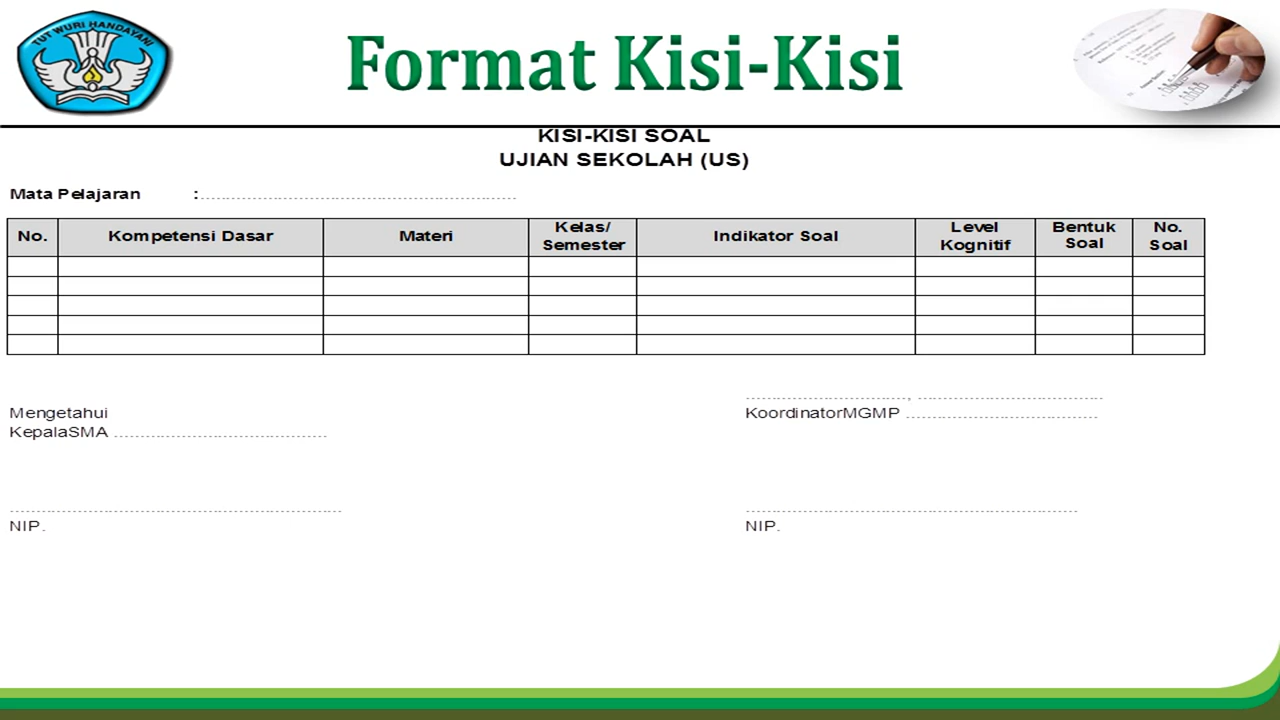 TUT WURI HANDAYANI
Format Kisi-Kisi
KISI-KISI SOAL
UJIAN SEKOLAH (US)
Mata Pelajaran : ............................................................
No. Kompetensi Dasar Materi Kelas/ Semester Indikator Soal Level Kognitif Bentuk Soal No. Soal
..............................., ...................................
Mengetahui
KoordinatorMGMP ....................................
KepalaSMA ........................................
...............................................................
...............................................................
NIP.
NIP.